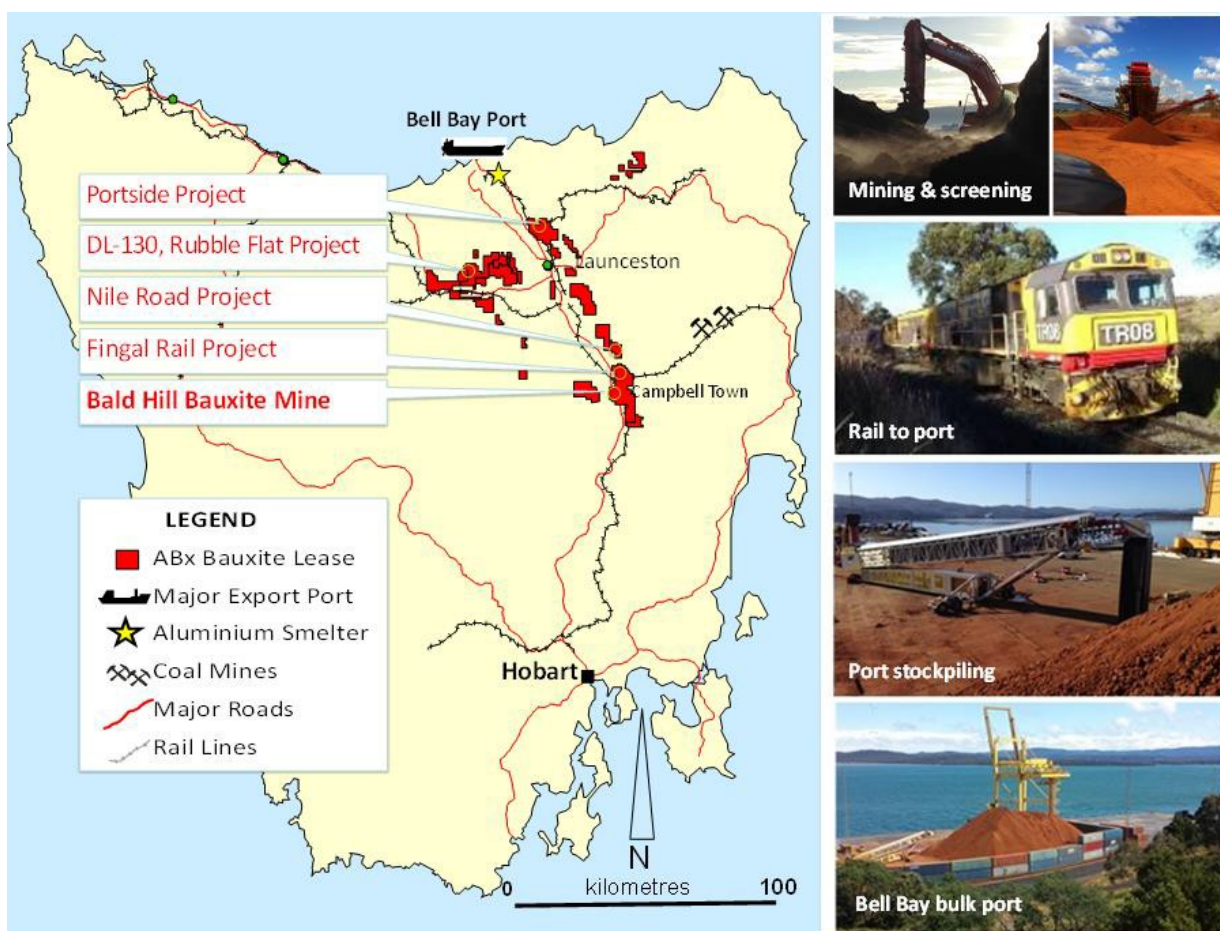 Bell Bay Port
Portside Project
DL-130, Rubble Flat Project
Nile Road Project
Fingal Rail Project
Bald Hill Bauxite Mine
Launceston
Campbell Town
LEGEND
ABx Bauxite Lease
Major Export Port
Aluminium Smelter
Coal Mines
Major Roads
Rail Lines
Hobart
N
0 kilometres 100
Mining & screening
TR08
Rail to port
Port stockpiling
Bell Bay bulk port